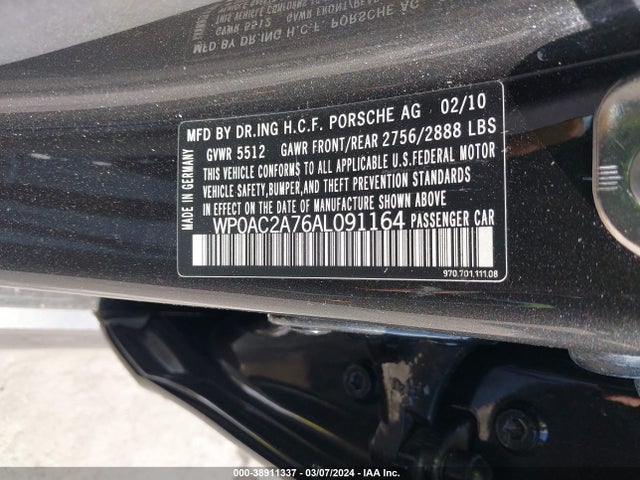 MFD BY DR.ING H.C.F. PORSCHE AG 02/10
GVWR 5512 GAWR FRONT/REAR 2756/2888 LBS
THIS VEHICLE CONFORMS TO ALL APPLICABLE U.S.FEDERAL MOTOR
VEHICLE SAFETY,BUMPER,AND THEFT PREVENTION STANDARDS
IN EFFECT ON THE DATE OF MANUFACTURE SHOWN ABOVE
WP0AC2A76AL091164 PASSENGER CAR
MADE IN GERMANY
970.701.111.08
000-38911337 - 03/07/2024 - IAA Inc.